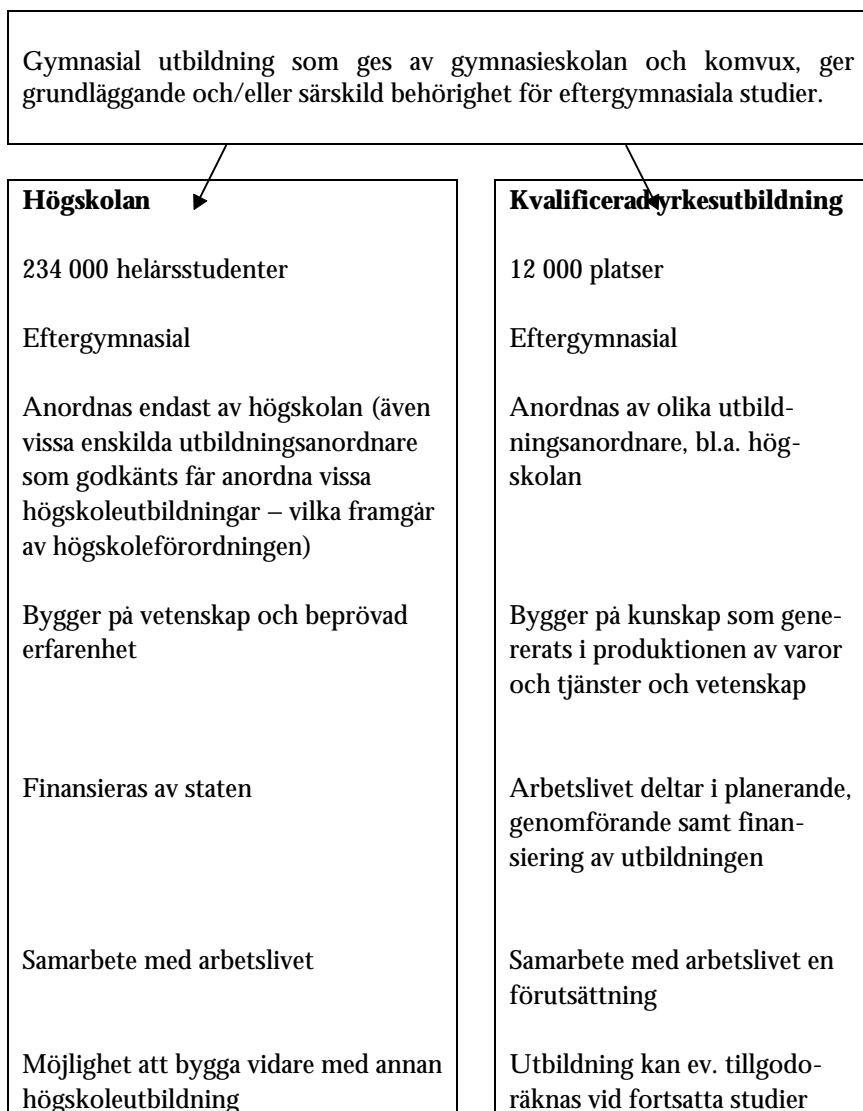 Gymnasial utbildning som ges av gymnasieskolan och komvux, ger
grundläggande och/eller särskild behörighet för eftergymnasiala studier.
Högskolan
234 000 helårsstudenter
Eftergymnasial
Anordnas endast av högskolan (även
vissa enskilda utbildningsanordnare
som godkänts får anordna vissa
högskoleutbildningar – vilka framgår
av högskoleförordningen)
Bygger på vetenskap och beprövad
erfarenhet
Finansieras av staten
Samarbete med arbetslivet
Möjlighet att bygga vidare med annan
högskoleutbildning
Kvalificerad yrkesutbildning
12 000 platser
Eftergymnasial
Anordnas av olika utbild-
ningsanordnare, bl.a. hög-
skolan
Bygger på kunskap som gene-
rerats i produktionen av varor
och tjänster och vetenskap
Arbetslivet deltar i planerande,
genomförande samt finan-
siering av utbildningen
Samarbete med arbetslivet en
förutsättning
Utbildning kan ev. tillgodo-
räknas vid fortsatta studier